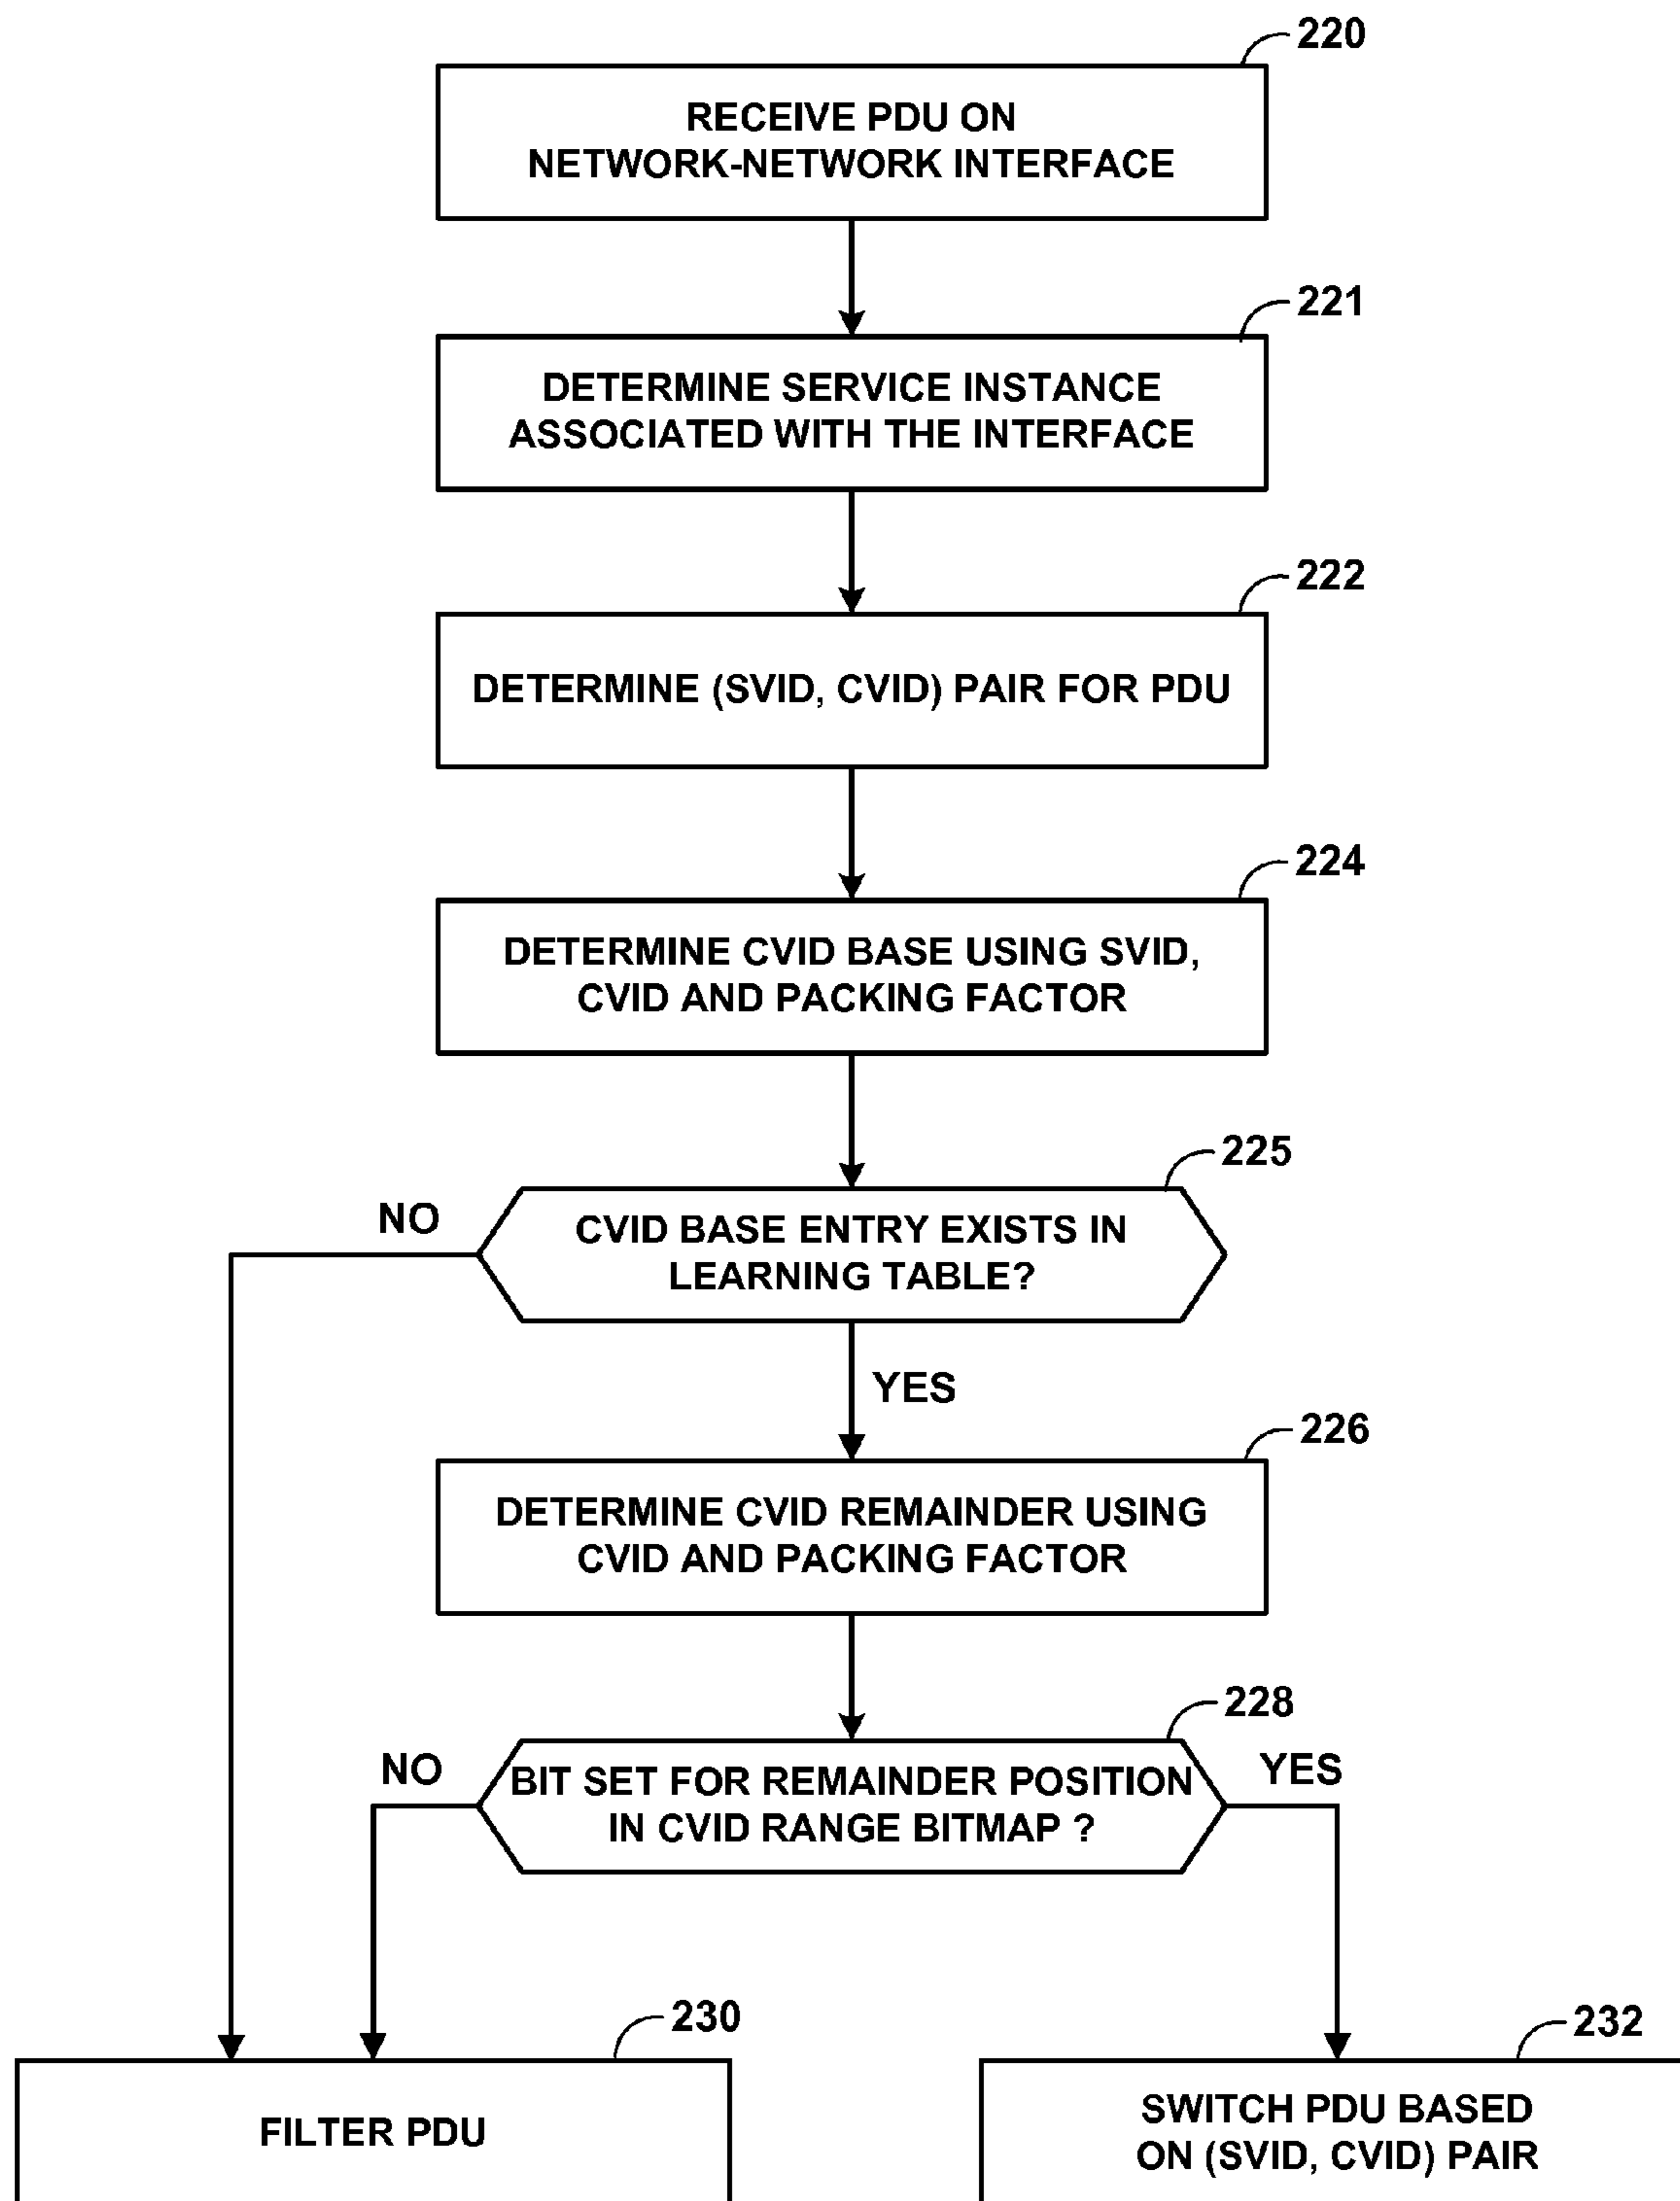 220
RECEIVE PDU ON
NETWORK-NETWORK INTERFACE
221
DETERMINE SERVICE INSTANCE
ASSOCIATED WITH THE INTERFACE
222
DETERMINE (SVID, CVID) PAIR FOR PDU
224
DETERMINE CVID BASE USING SVID,
CVID AND PACKING FACTOR
225
NO
CVID BASE ENTRY EXISTS IN
LEARNING TABLE?
YES
226
DETERMINE CVID REMAINDER USING
CVID AND PACKING FACTOR
228
NO
BIT SET FOR REMAINDER POSITION
IN CVID RANGE BITMAP ?
YES
230
FILTER PDU
232
SWITCH PDU BASED
ON (SVID, CVID) PAIR